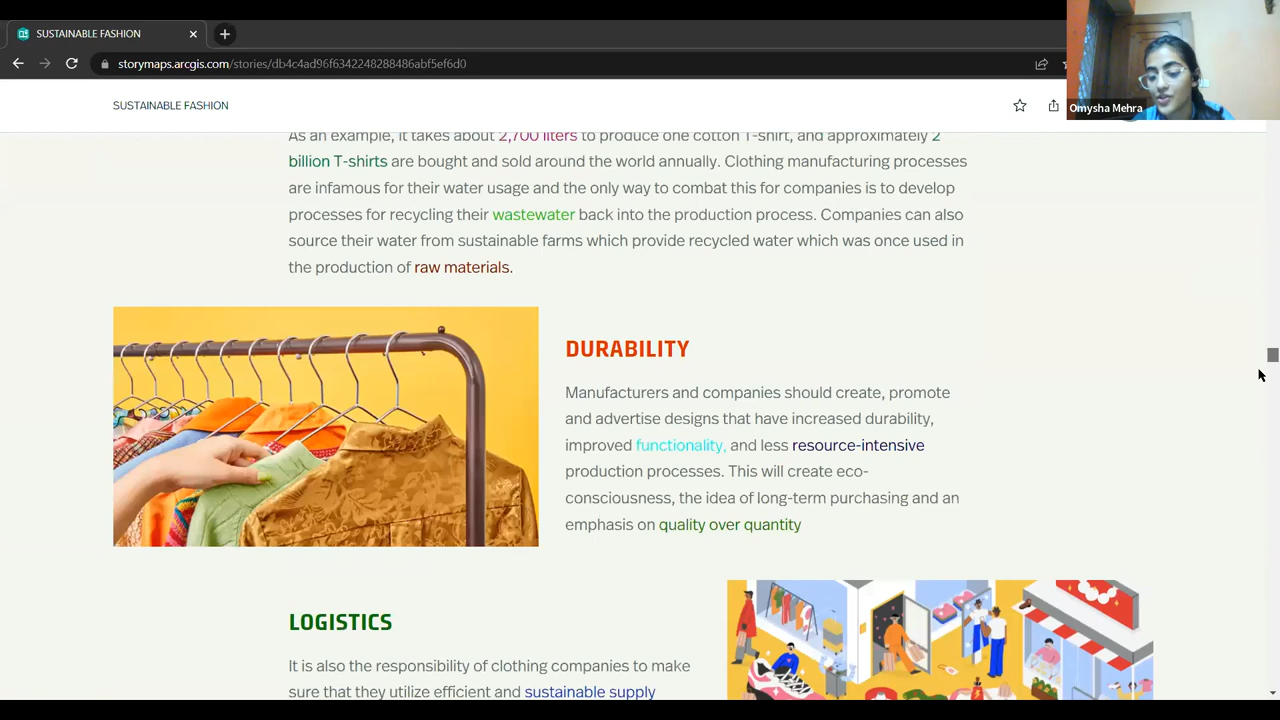 SUSTAINABLE FASHION
storymaps.arcgis.com/stories/db4c4ad96f6342248288486abf5ef6d0
Omysha Mehra
SUSTAINABLE FASHION
As an example, it takes about 2,700 liters to produce one cotton T-shirt, and approximately 2
billion T-shirts are bought and sold around the world annually. Clothing manufacturing processes
are infamous for their water usage and the only way to combat this for companies is to develop
processes for recycling their wastewater back into the production process. Companies can also
source their water from sustainable farms which provide recycled water which was once used in
the production of raw materials.
DURABILITY
Manufacturers and companies should create, promote
and advertise designs that have increased durability,
improved functionality, and less resource-intensive
production processes. This will create eco-
consciousness, the idea of long-term purchasing and an
emphasis on quality over quantity
LOGISTICS
It is also the responsibility of clothing companies to make
sure that they utilize efficient and sustainable supply